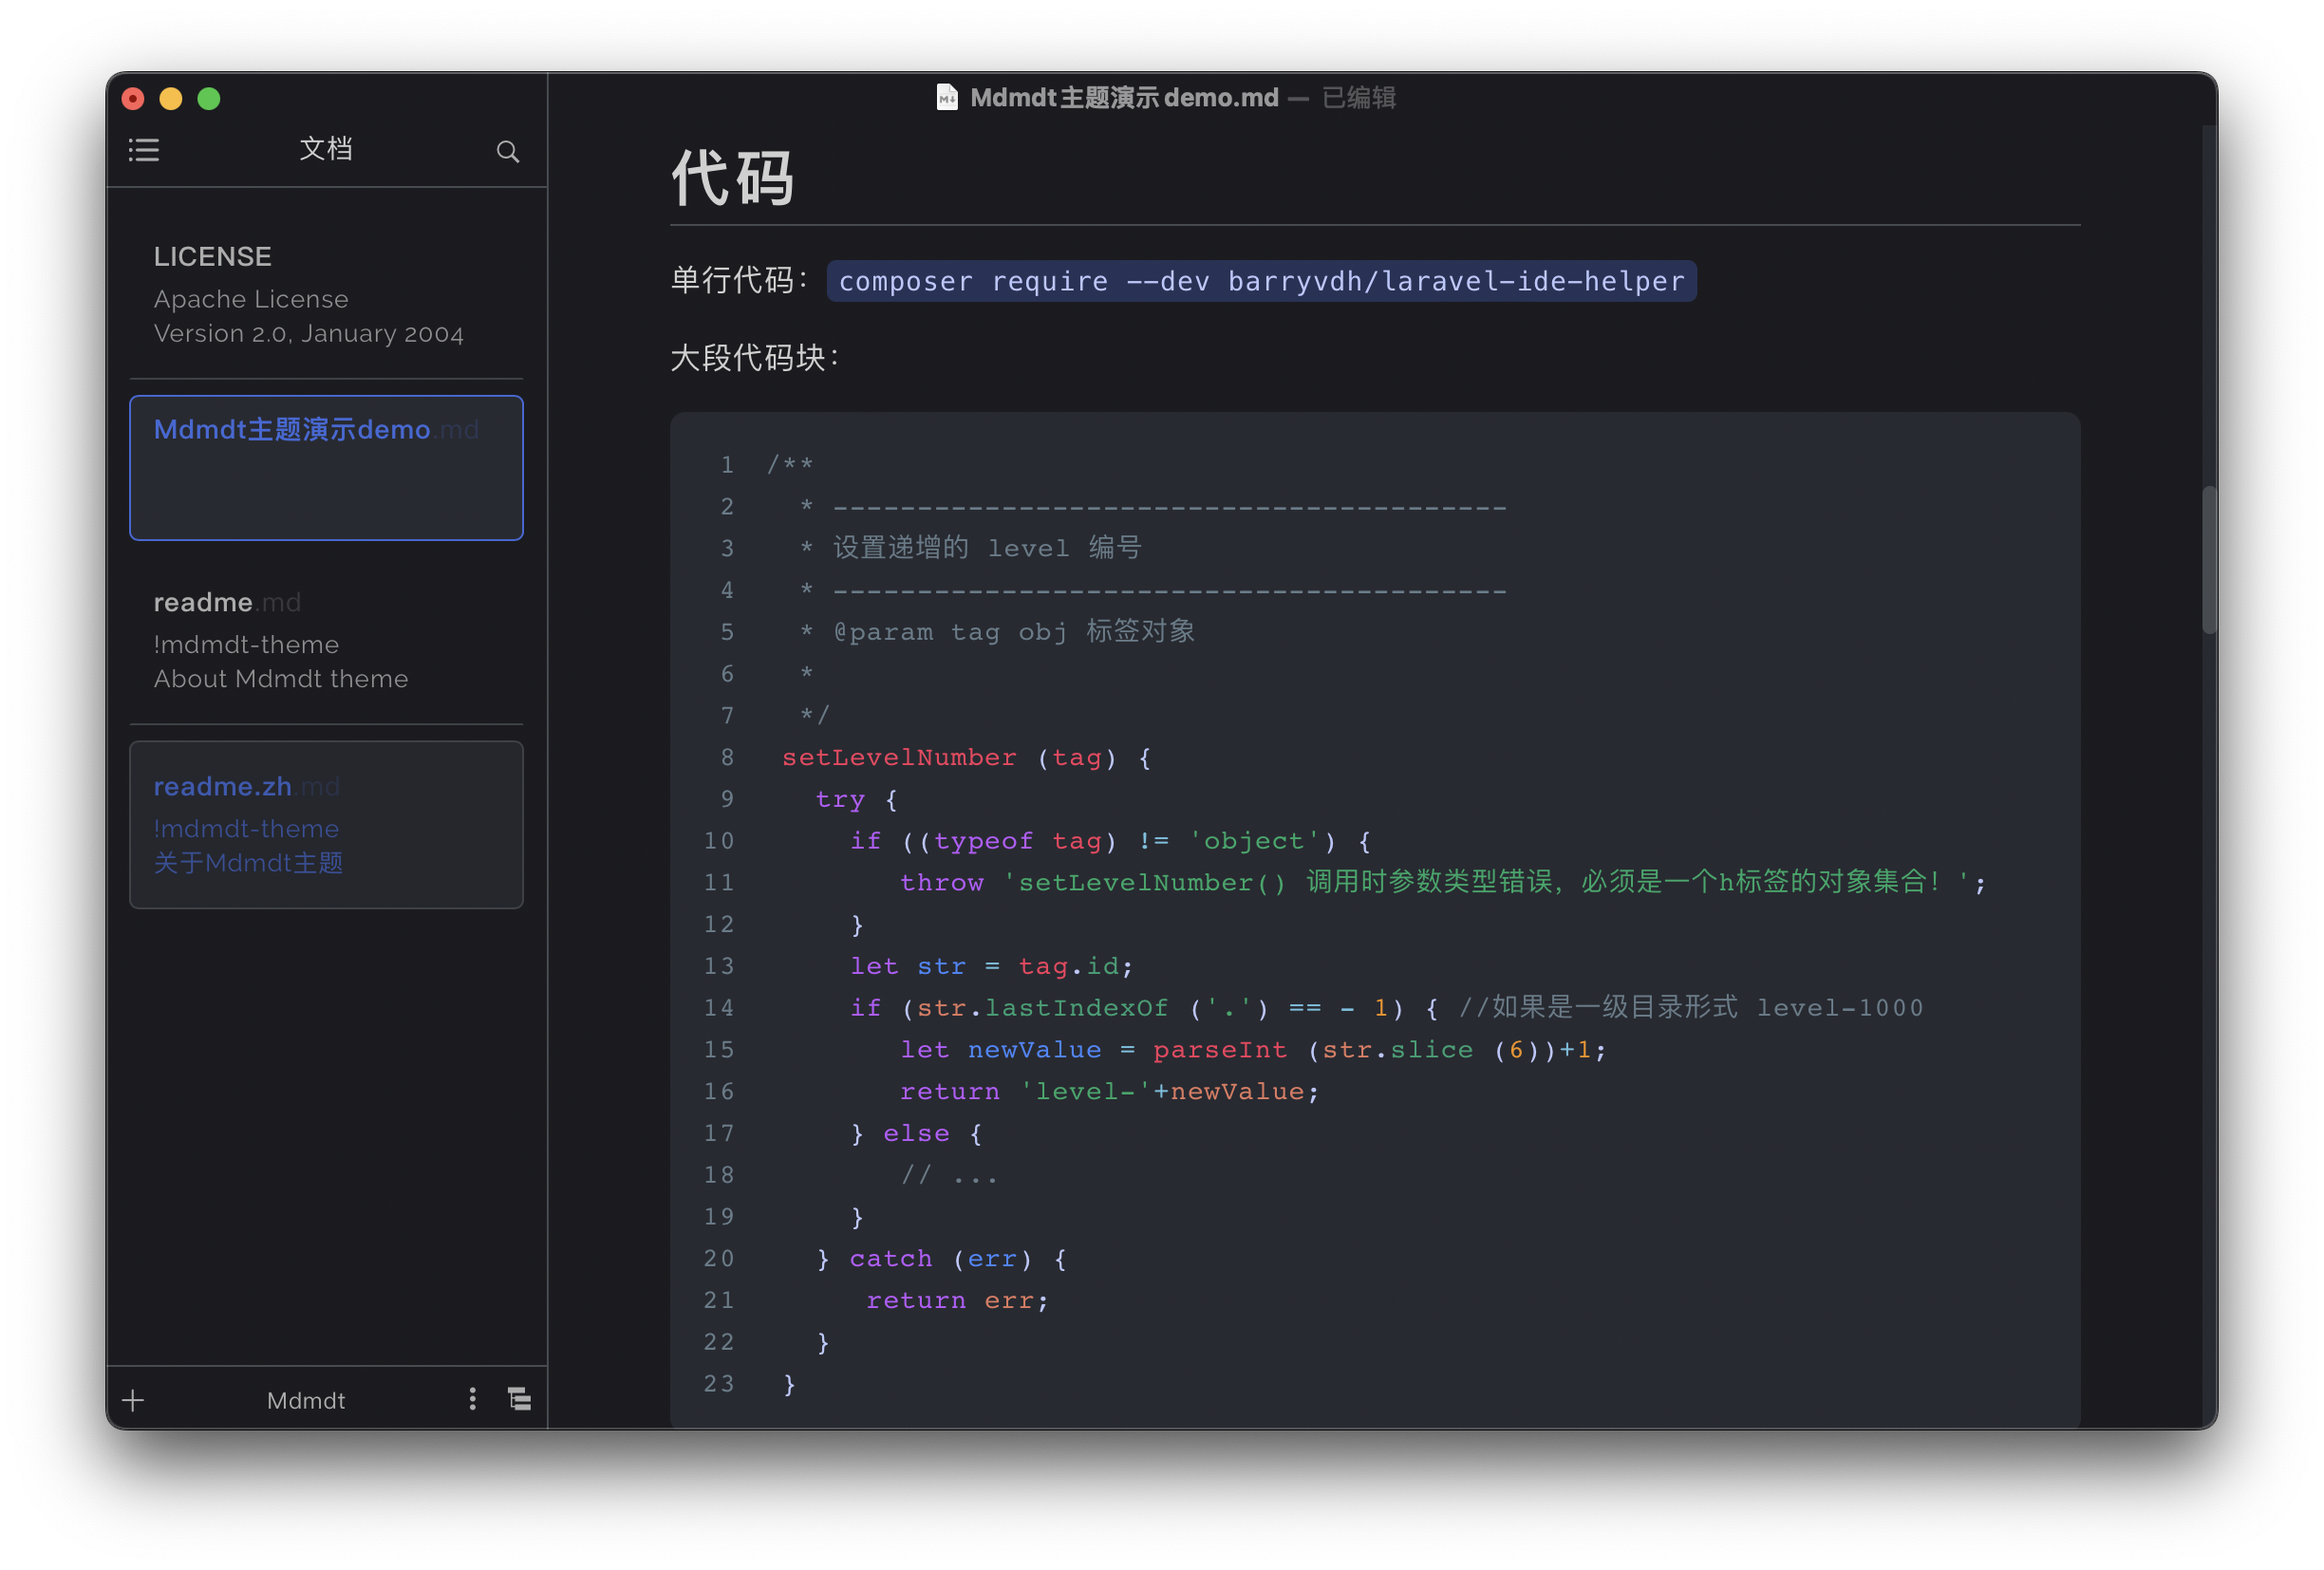 文档
LICENSE
Apache License
Version 2.0, January 2004
Mdmdt主题演示demo.md
readme.md
!mdmdt-theme
About Mdmdt theme
readme.zh.md
!mdmdt-theme
关于Mdmdt主题
Mdmdt
Mdmdt主题演示demo.md — 已编辑
代码
单行代码：composer require --dev barryvdh/laravel-ide-helper
大段代码块：
1 /**
2 * ----------------------------------------
3 * 设置递增的 level 编号
4 * ----------------------------------------
5 * @param tag obj 标签对象
6 *
7 */
8 setLevelNumber (tag) {
9 try {
10 if ((typeof tag) != 'object') {
11 throw 'setLevelNumber() 调用时参数类型错误，必须是一个h标签的对象集合！';
12 }
13 let str = tag.id;
14 if (str.lastIndexOf ('.') == - 1) { //如果是一级目录形式 level-1000
15 let newValue = parseInt (str.slice (6))+1;
16 return 'level-'+newValue;
17 } else {
18 // ...
19 }
20 } catch (err) {
21 return err;
22 }
23 }